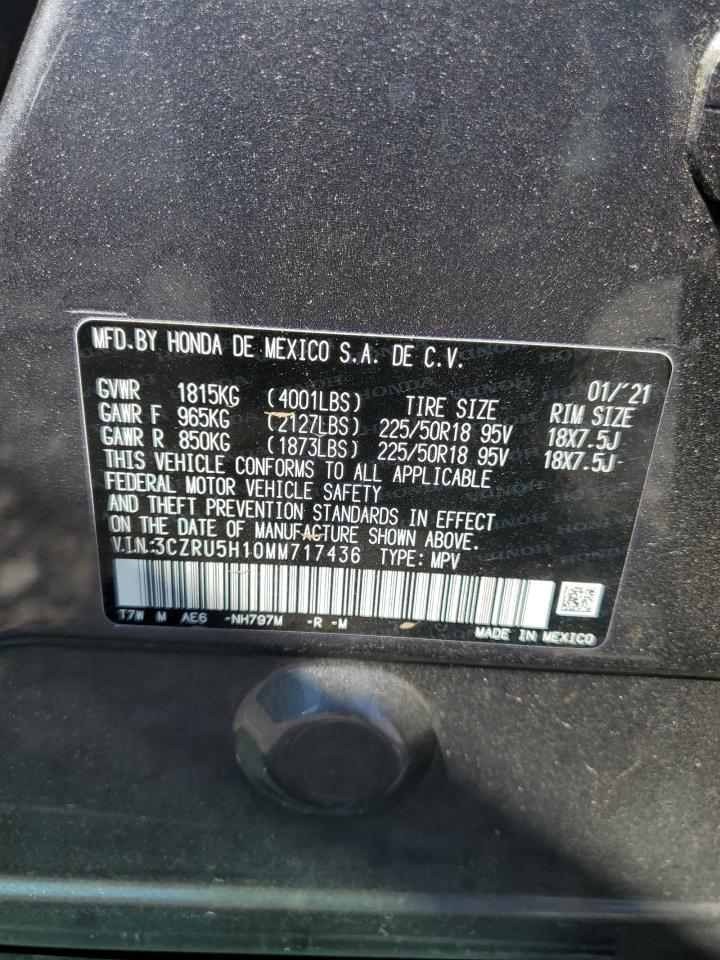 MFD.BY HONDA DE MEXICO S.A. DE C.V.
01/'21
GVWR 1815KG (4001LBS) TIRE SIZE RIM SIZE
GAWR F 965KG (2127LBS) 225/50R18 95V 18X7.5J
GAWR R 850KG (1873LBS) 225/50R18 95V 18X7.5J
THIS VEHICLE CONFORMS TO ALL APPLICABLE
FEDERAL MOTOR VEHICLE SAFETY
AND THEFT PREVENTION STANDARDS IN EFFECT
ON THE DATE OF MANUFACTURE SHOWN ABOVE.
V.I.N:3CZRU5H10MM717436 TYPE: MPV
T7W M AE6 -NH797M -R -M
MADE IN MEXICO